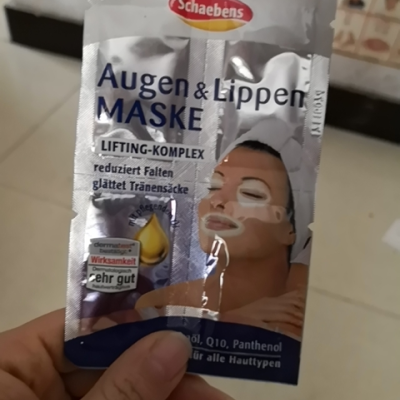 Schaebens
Augen & Lippen
MASKE
LIFTING-KOMPLEX
reduziert Falten
glättet Tränensäcke
Wirksamkeit
sehr gut
Q10, Panthenol
für alle Hauttypen